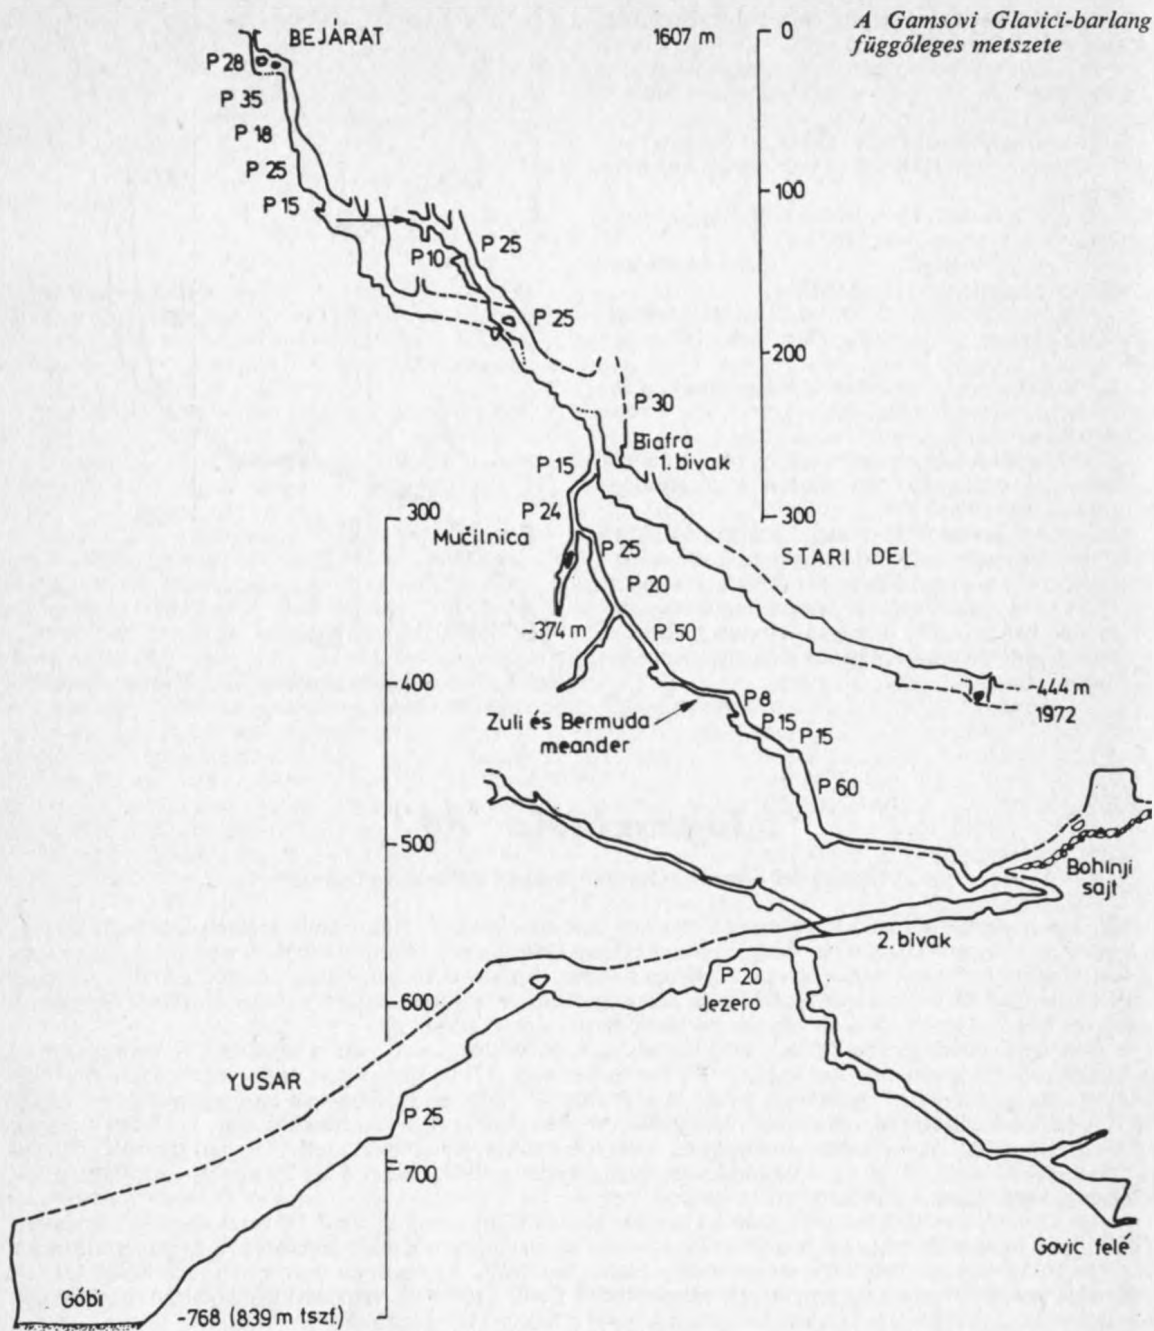 A Gamsovi Glavici-barlang
függőleges metszete
BEJÁRAT
1607 m
0
P 28
P 35
P 18
P 25
P 15
100
P 25
P 10
P 25
200
P 30
Biafra
1. bivak
P 15
P 24
300
300
Mučilnica
P 25
STARI DEL
P 20
-374 m
P 50
400
-444 m
1972
P 8
Zuli és Bermuda
meander
P 15
P 15
P 60
500
Bohinji
sajt
2. bivak
P 20
Jezero
600
YUSAR
P 25
700
Govic felé
Góbi
-768 (839 m tszf.)